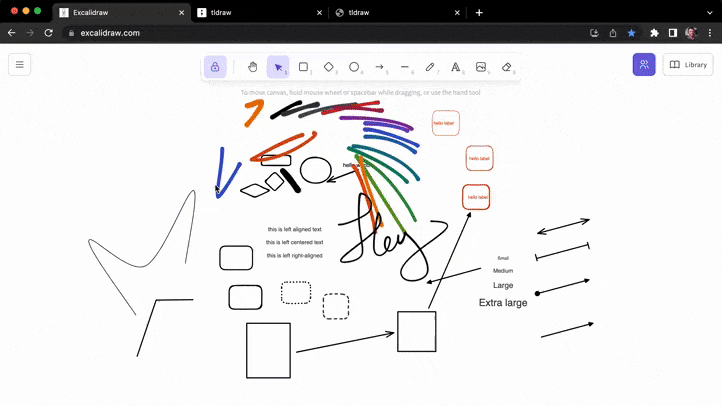 Excalidraw
tldraw
tldraw
excalidraw.com
Library
To move canvas, hold mouse wheel or spacebar while dragging, or use the hand tool
hello label
hello label
hello label
Hey
this is left aligned text
this is left centered text
this is left right-aligned
Small
Medium
Large
Extra large